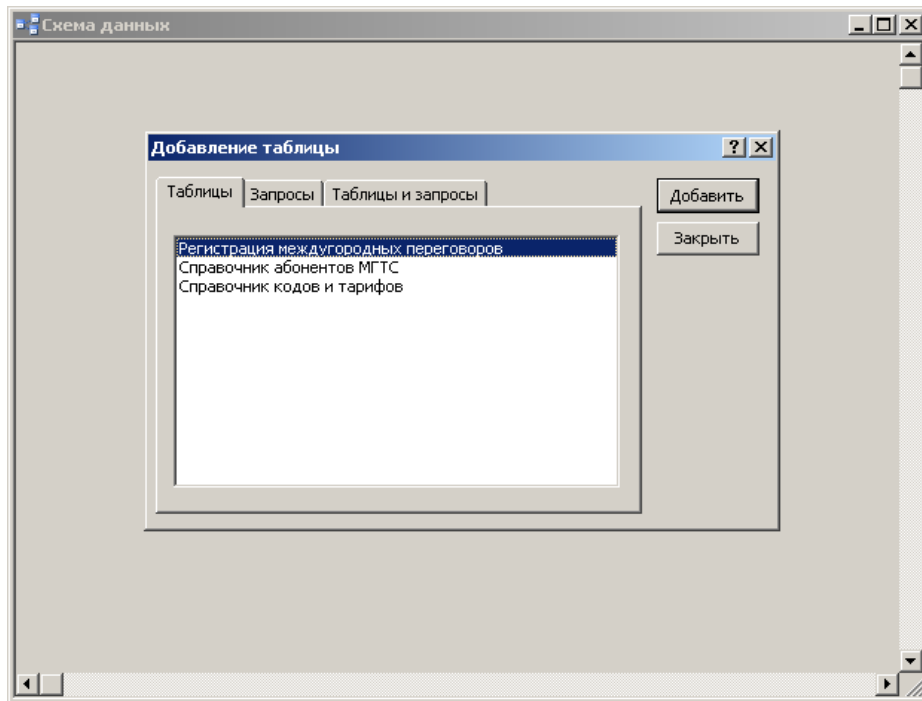 Схема данных
Добавление таблицы
Таблицы Запросы Таблицы и запросы
Добавить
Закрыть
Регистрация междугородных переговоров
Справочник абонентов МГТС
Справочник кодов и тарифов